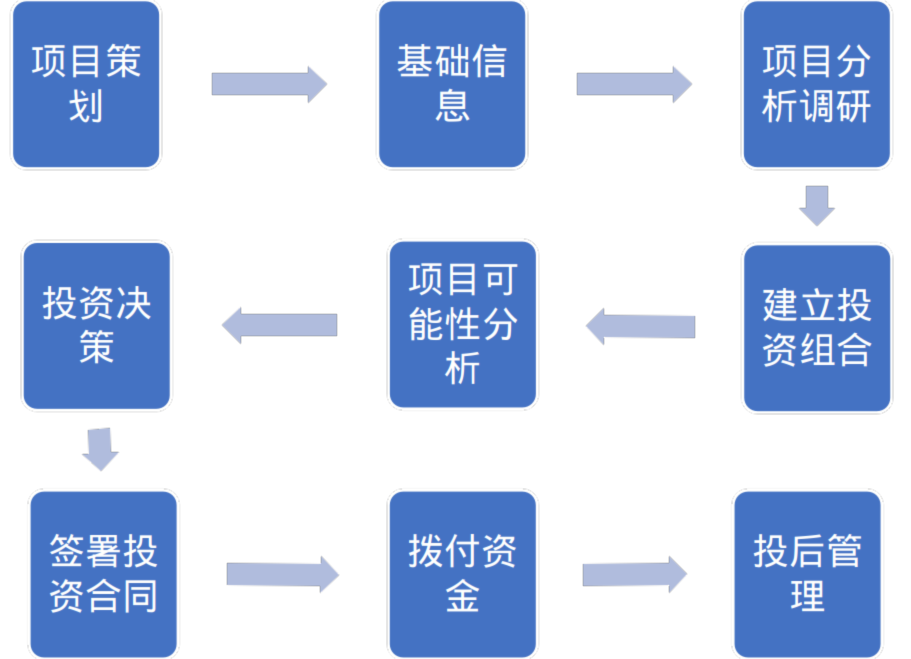 项目策
划
基础信
息
项目分
析调研
建立投
资组合
项目可
能性分
析
投资决
策
签署投
资合同
拨付资
金
投后管
理